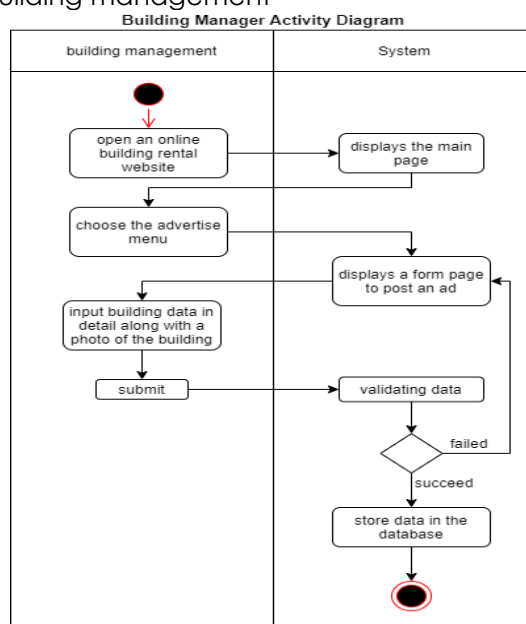 building management
Building Manager Activity Diagram
building management
System
open an online
building rental
website
displays the main
page
choose the advertise
menu
displays a form page
to post an ad
input building data in
detail along with a
photo of the building
submit
validating data
failed
succeed
store data in the
database